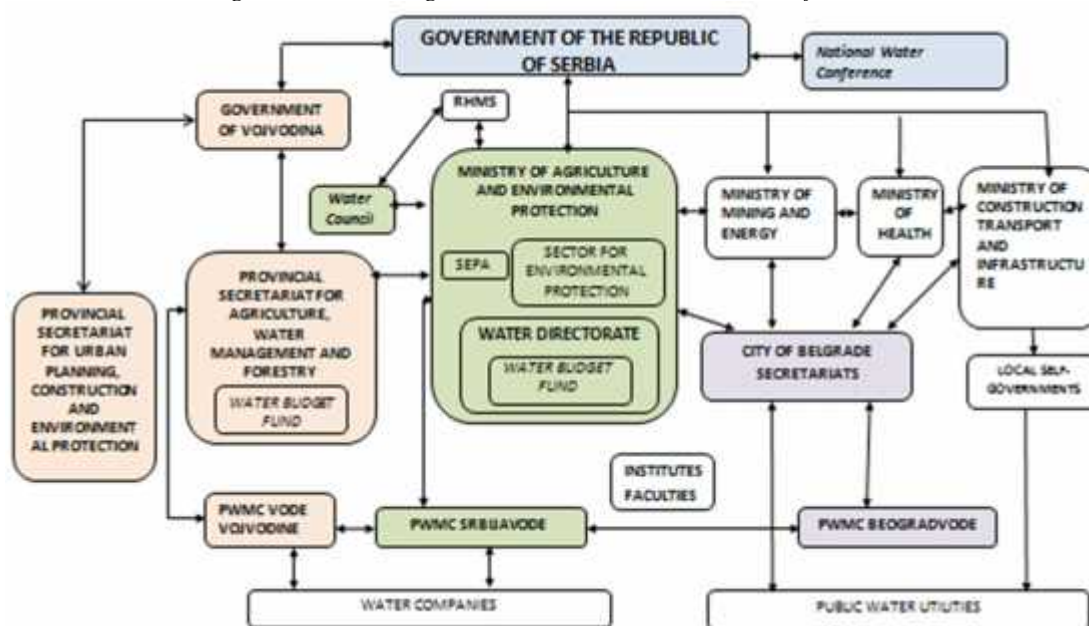 GOVERNMENT OF THE REPUBLIC
OF SERBIA
National Water
Conference
GOVERNMENT
OF VOJVODINA
RHMS
Water
Council
MINISTRY OF AGRICULTURE
AND ENVIRONMENTAL
PROTECTION
SEPA
SECTOR FOR
ENVIRONMENTAL
PROTECTION
WATER DIRECTORATE
WATER BUDGET
FUND
MINISTRY OF
MINING AND
ENERGY
MINISTRY
OF
HEALTH
MINISTRY OF
CONSTRUCTION
TRANSPORT
AND
INFRASTRUCTU
RE
PROVINCIAL
SECRETARIAT
FOR URBAN
PLANNING,
CONSTRUCTION
AND
ENVIRONMENT
AL PROTECTION
PROVINCIAL
SECRETARIAT FOR
AGRICULTURE,
WATER
MANAGEMENT AND
FORESTRY
WATER BUDGET
FUND
CITY OF BELGRADE
SECRETARIATS
LOCAL SELF-
GOVERNMENTS
INSTITUTES
FACULTIES
PWMC VODE
VOJVODINE
PWMC SRBIJAVODE
PWMC BEOGRADVODE
WATER COMPANIES
PUBLIC WATER UTILITIES